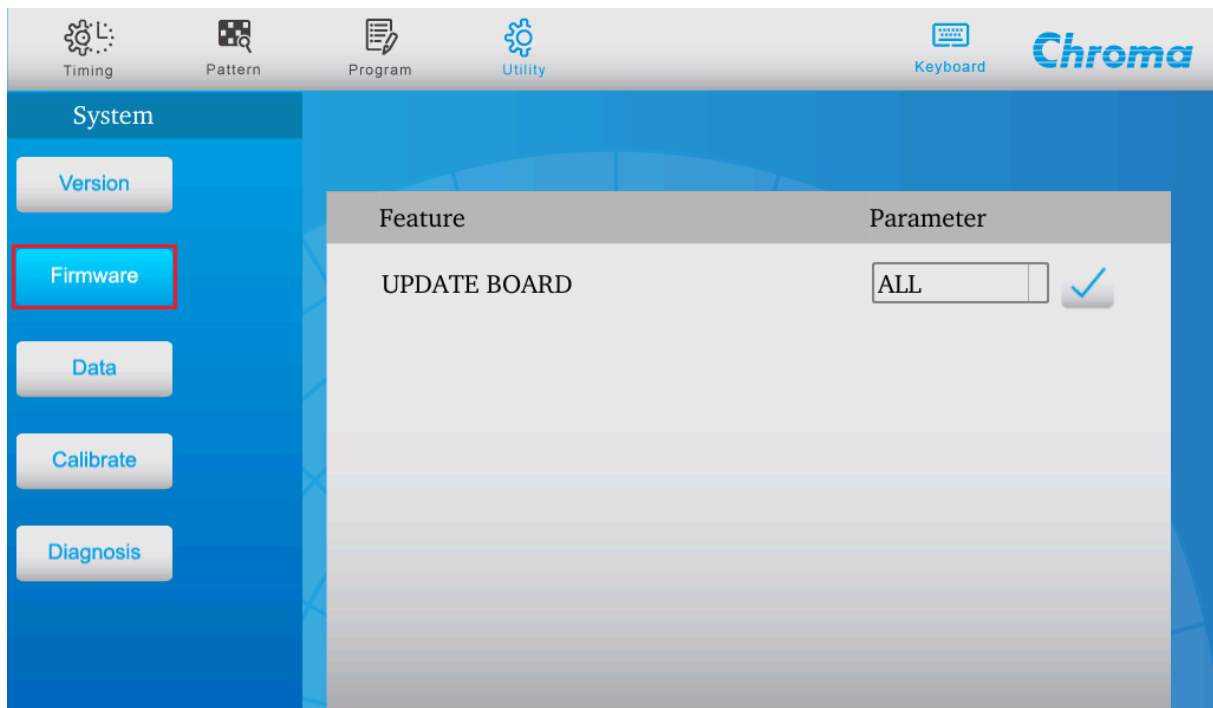 Timing
Pattern
Program
Utility
Keyboard
Chroma
System
Version
Firmware
Data
Calibrate
Diagnosis
Feature Parameter
UPDATE BOARD ALL